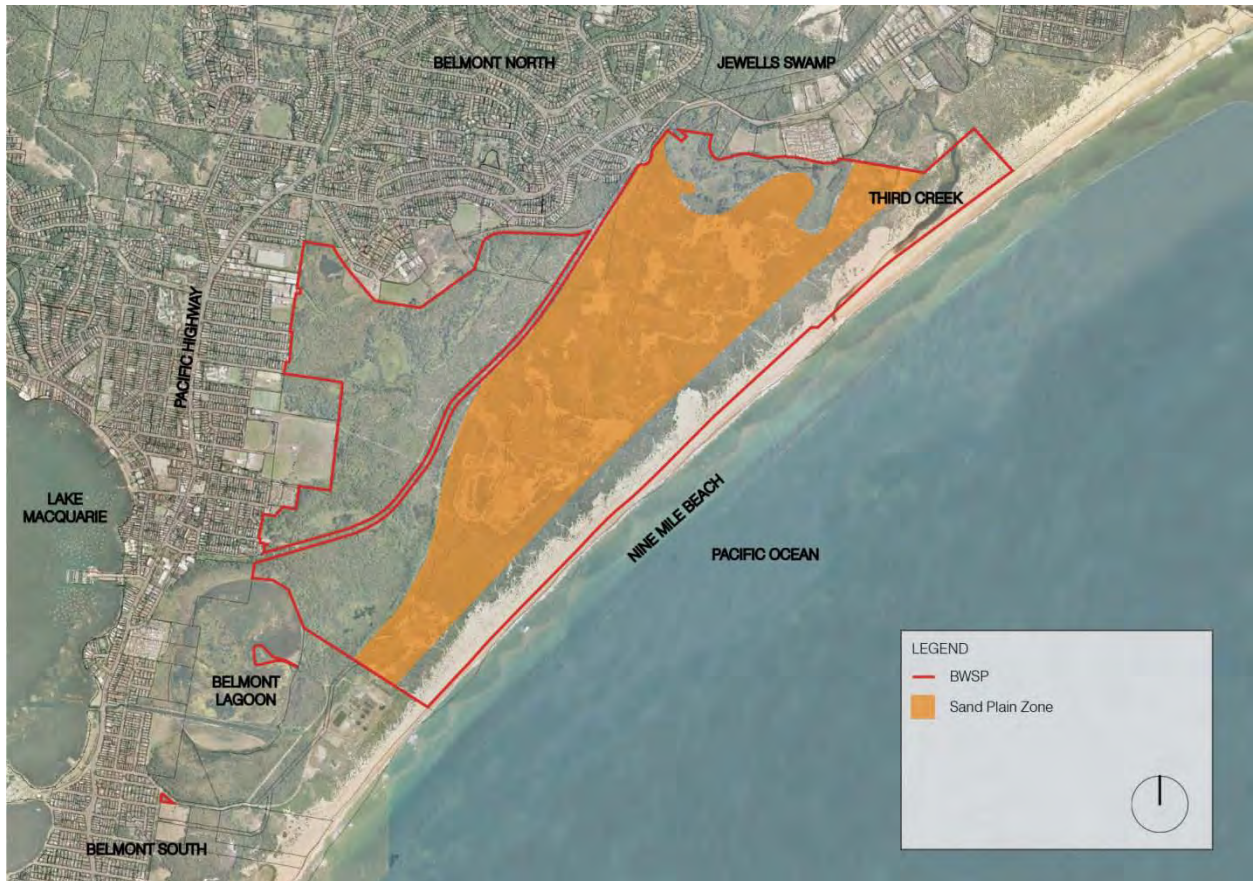 BELMONT NORTH
JEWELLS SWAMP
THIRD CREEK
PACIFIC HIGHWAY
LAKE
MACQUARIE
NINE MILE BEACH
PACIFIC OCEAN
BELMONT
LAGOON
BELMONT SOUTH
LEGEND
BWSP
Sand Plain Zone